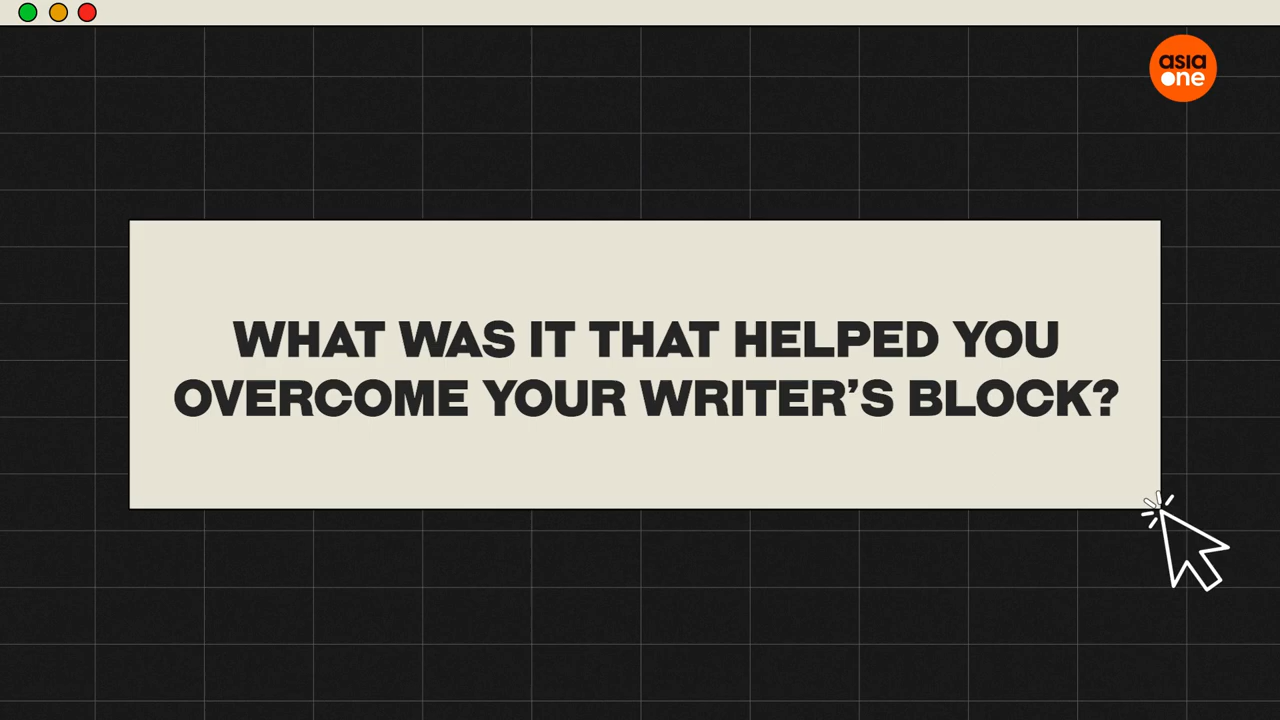 asia
one
WHAT WAS IT THAT HELPED YOU
OVERCOME YOUR WRITER’S BLOCK?